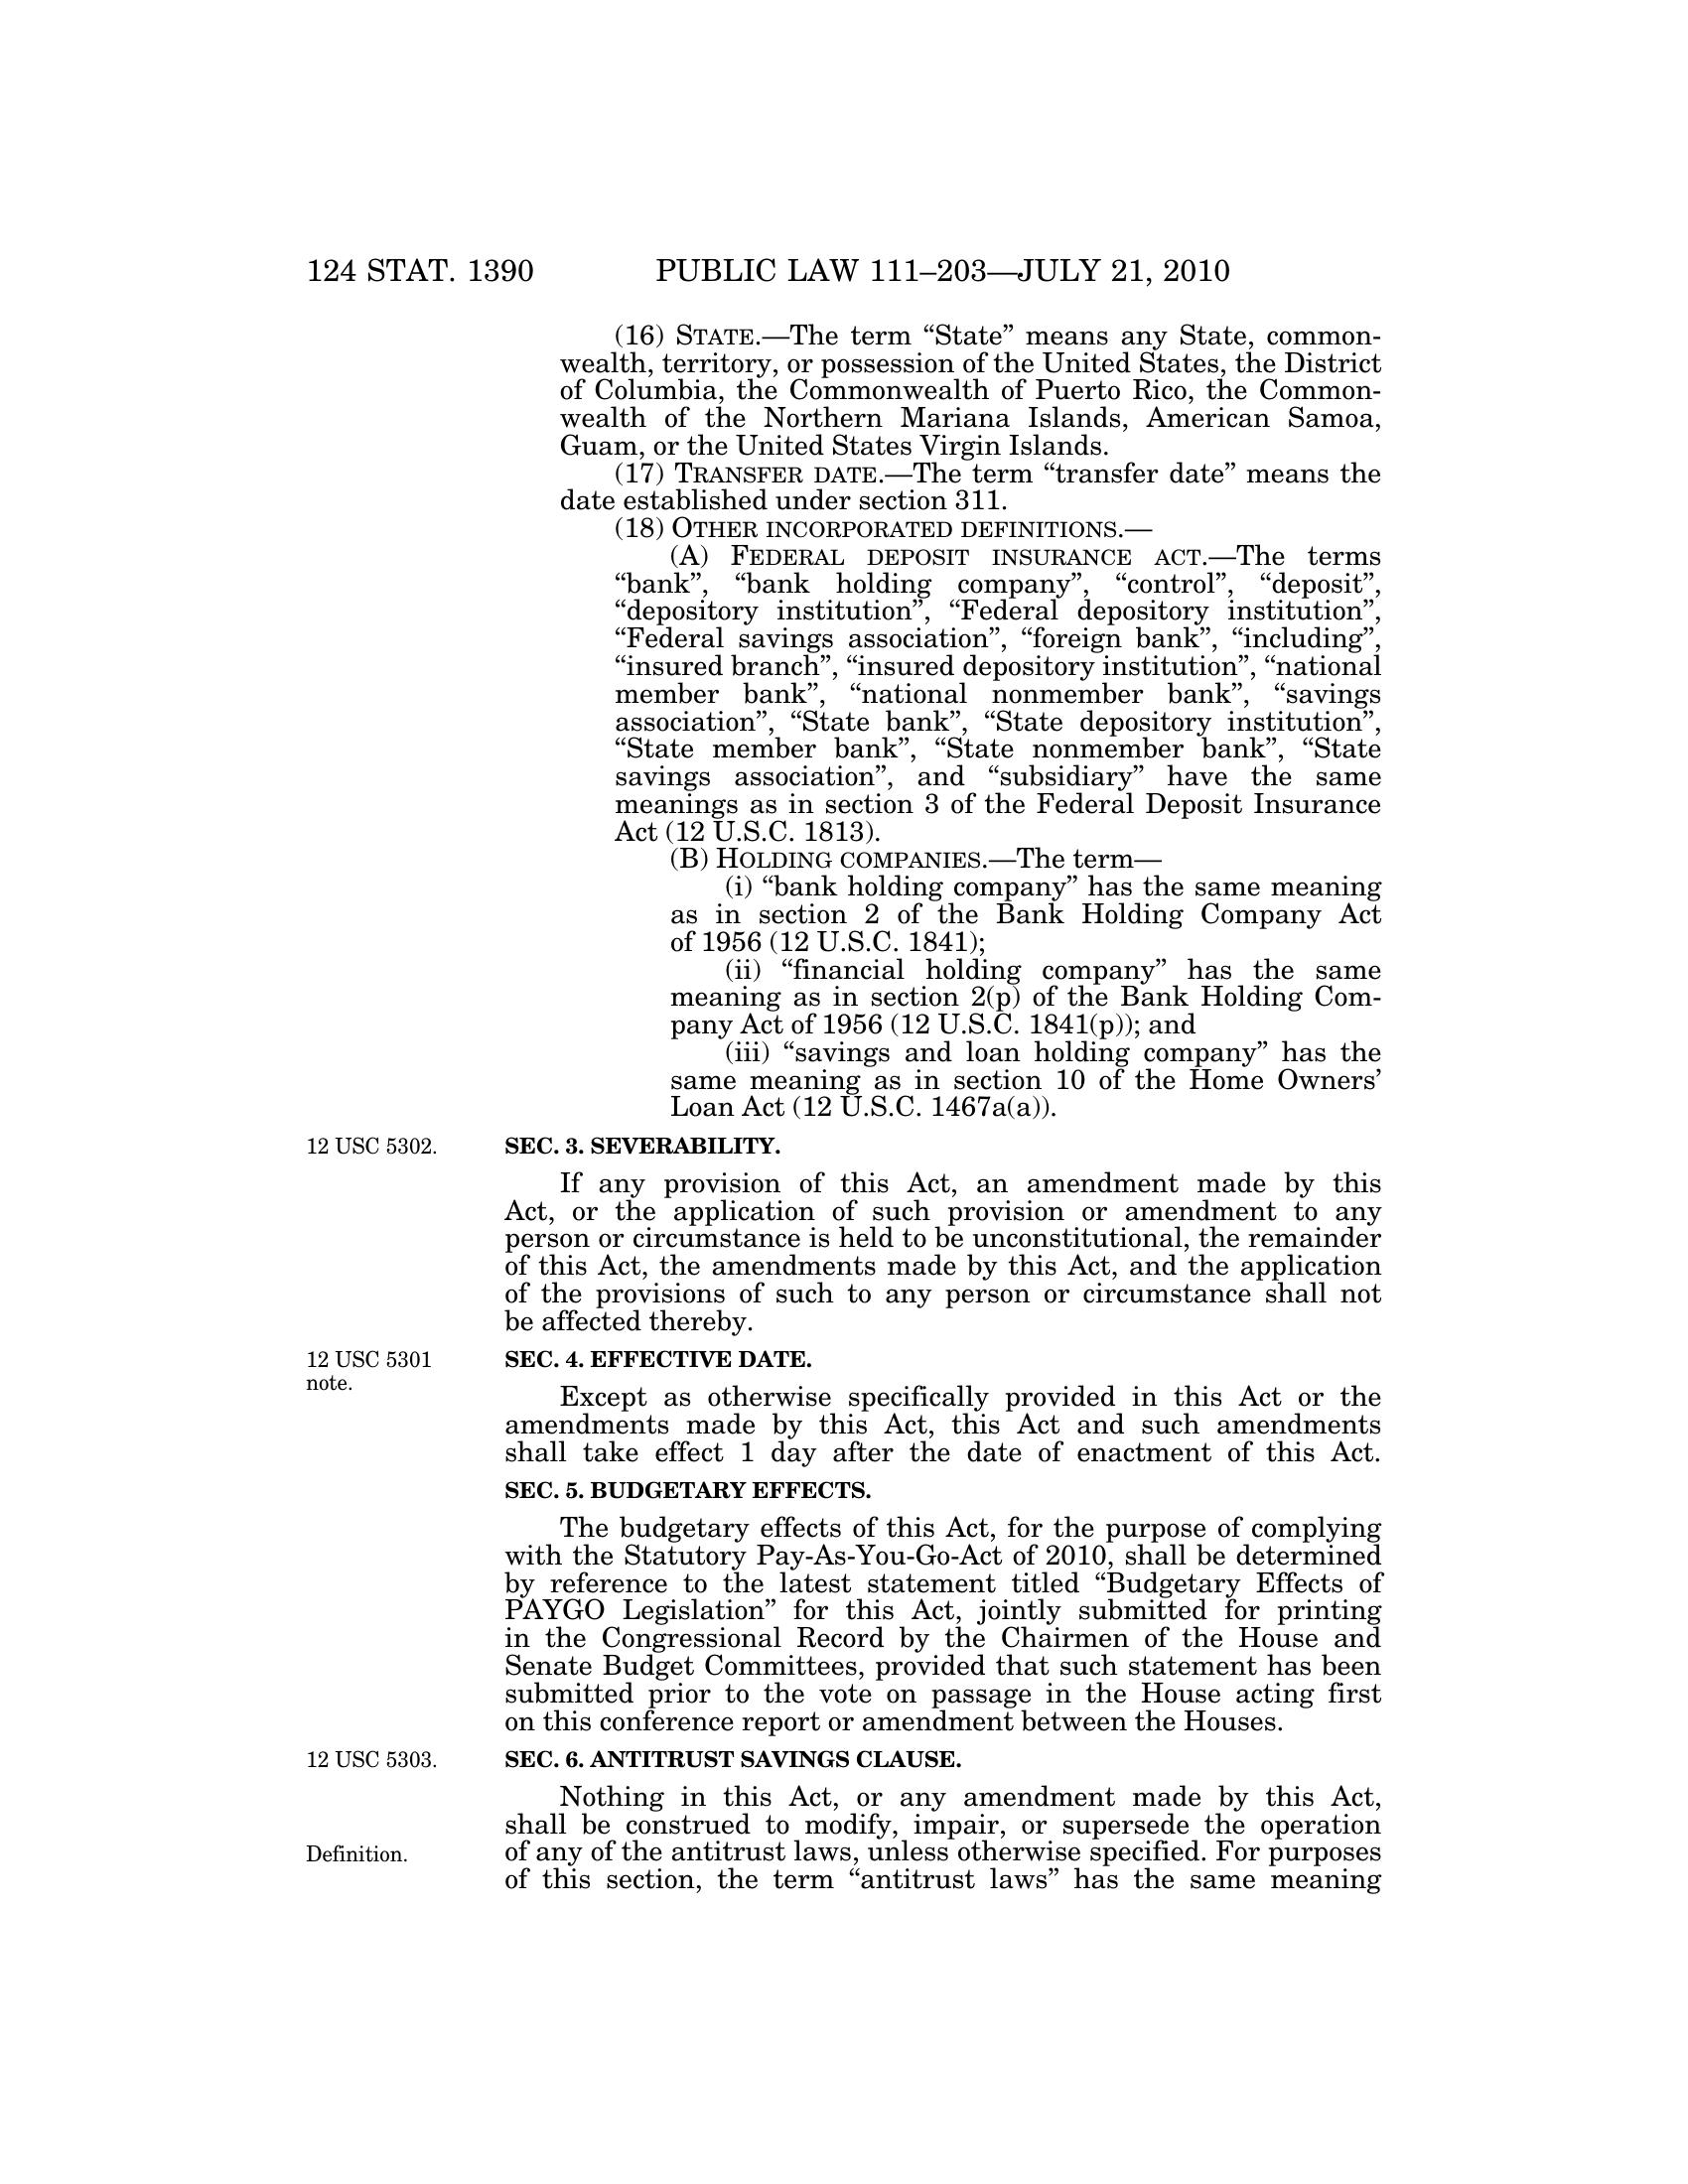 124 STAT. 1390 PUBLIC LAW 111–203—JULY 21, 2010
(16) STATE.—The term “State” means any State, common-
wealth, territory, or possession of the United States, the District
of Columbia, the Commonwealth of Puerto Rico, the Common-
wealth of the Northern Mariana Islands, American Samoa,
Guam, or the United States Virgin Islands.
(17) TRANSFER DATE.—The term “transfer date” means the
date established under section 311.
(18) OTHER INCORPORATED DEFINITIONS.—
(A) FEDERAL DEPOSIT INSURANCE ACT.—The terms
“bank”, “bank holding company”, “control”, “deposit”,
“depository institution”, “Federal depository institution”,
“Federal savings association”, “foreign bank”, “including”,
“insured branch”, “insured depository institution”, “national
member bank”, “national nonmember bank”, “savings
association”, “State bank”, “State depository institution”,
“State member bank”, “State nonmember bank”, “State
savings association”, and “subsidiary” have the same
meanings as in section 3 of the Federal Deposit Insurance
Act (12 U.S.C. 1813).
(B) HOLDING COMPANIES.—The term—
(i) “bank holding company” has the same meaning
as in section 2 of the Bank Holding Company Act
of 1956 (12 U.S.C. 1841);
(ii) “financial holding company” has the same
meaning as in section 2(p) of the Bank Holding Com-
pany Act of 1956 (12 U.S.C. 1841(p)); and
(iii) “savings and loan holding company” has the
same meaning as in section 10 of the Home Owners’
Loan Act (12 U.S.C. 1467a(a)).
12 USC 5302. SEC. 3. SEVERABILITY.
If any provision of this Act, an amendment made by this
Act, or the application of such provision or amendment to any
person or circumstance is held to be unconstitutional, the remainder
of this Act, the amendments made by this Act, and the application
of the provisions of such to any person or circumstance shall not
be affected thereby.
12 USC 5301 SEC. 4. EFFECTIVE DATE.
note.
Except as otherwise specifically provided in this Act or the
amendments made by this Act, this Act and such amendments
shall take effect 1 day after the date of enactment of this Act.
SEC. 5. BUDGETARY EFFECTS.
The budgetary effects of this Act, for the purpose of complying
with the Statutory Pay-As-You-Go-Act of 2010, shall be determined
by reference to the latest statement titled “Budgetary Effects of
PAYGO Legislation” for this Act, jointly submitted for printing
in the Congressional Record by the Chairmen of the House and
Senate Budget Committees, provided that such statement has been
submitted prior to the vote on passage in the House acting first
on this conference report or amendment between the Houses.
12 USC 5303. SEC. 6. ANTITRUST SAVINGS CLAUSE.
Nothing in this Act, or any amendment made by this Act,
shall be construed to modify, impair, or supersede the operation
Definition. of any of the antitrust laws, unless otherwise specified. For purposes
of this section, the term “antitrust laws” has the same meaning